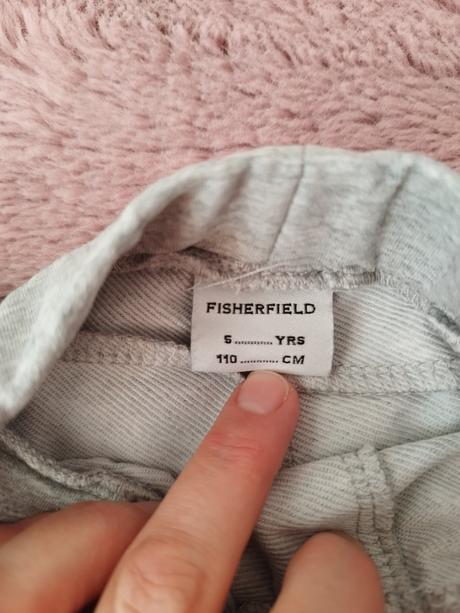 FISHERFIELD
5 .......... YRS
110 .......... CM